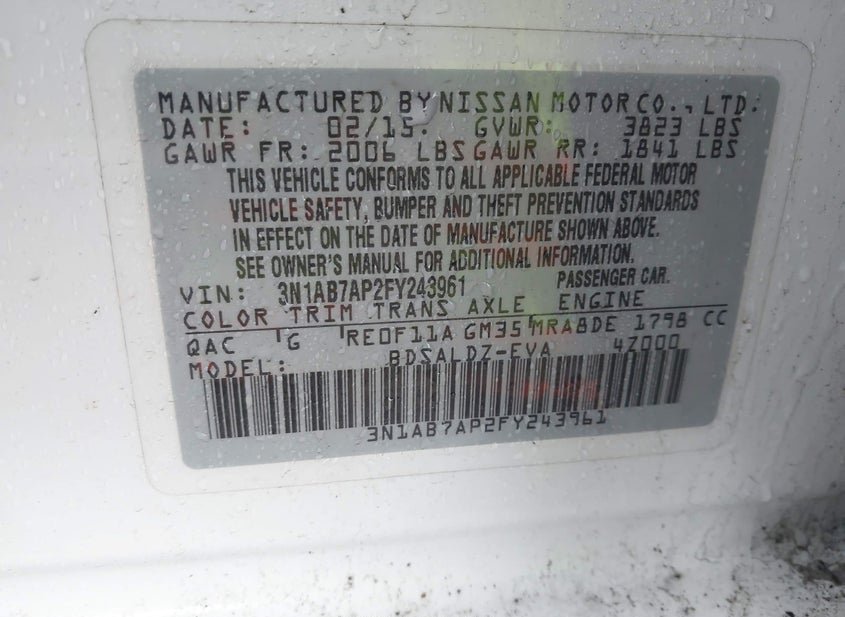 MANUFACTURED BY NISSAN MOTOR CO., LTD.
DATE: 02/15. GVWR: 3823 LBS
GAWR FR: 2006 LBS GAWR RR: 1841 LBS
THIS VEHICLE CONFORMS TO ALL APPLICABLE FEDERAL MOTOR
VEHICLE SAFETY, BUMPER AND THEFT PREVENTION STANDARDS
IN EFFECT ON THE DATE OF MANUFACTURE SHOWN ABOVE.
SEE OWNER'S MANUAL FOR ADDITIONAL INFORMATION.
VIN: 3N1AB7AP2FY243961 PASSENGER CAR.
COLOR TRIM TRANS AXLE ENGINE
QAC G RE0F11A GM35 MRA8DE 1798 CC
MODEL: BDSALDZ-EVA 4Z000
3N1AB7AP2FY243961